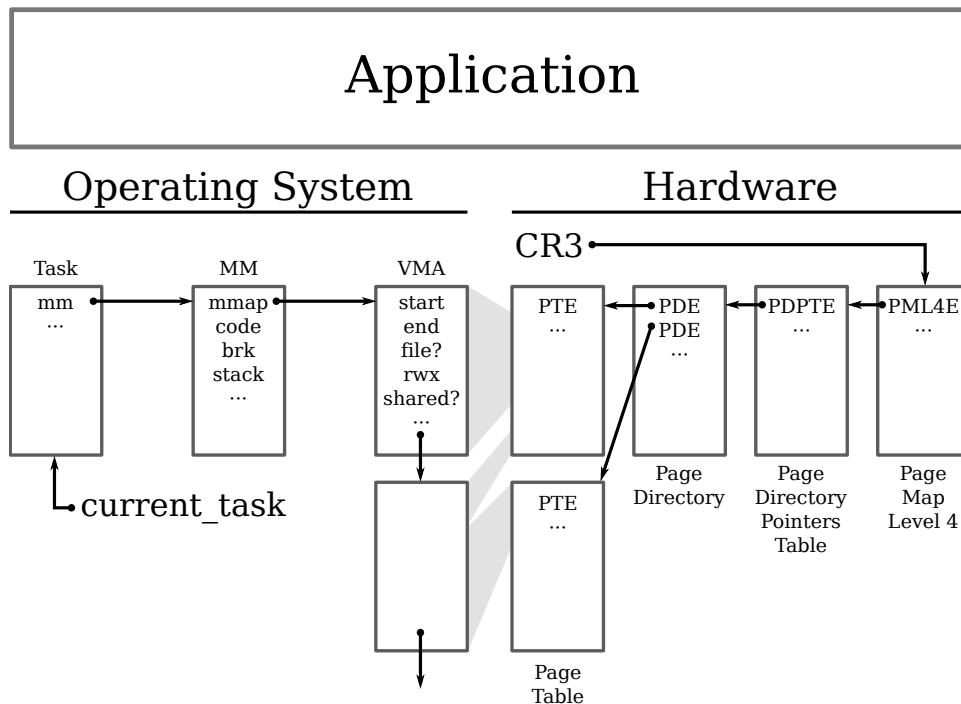 Application
Operating System
Hardware
CR3
Task
MM
VMA
mm
...
mmap
code
brk
stack
...
start
end
file?
rwx
shared?
...
PTE
...
PDE
PDE
...
PDPTE
...
PML4E
...
current_task
PTE
...
Page
Directory
Page
Directory
Pointers
Table
Page
Map
Level 4
Page
Table